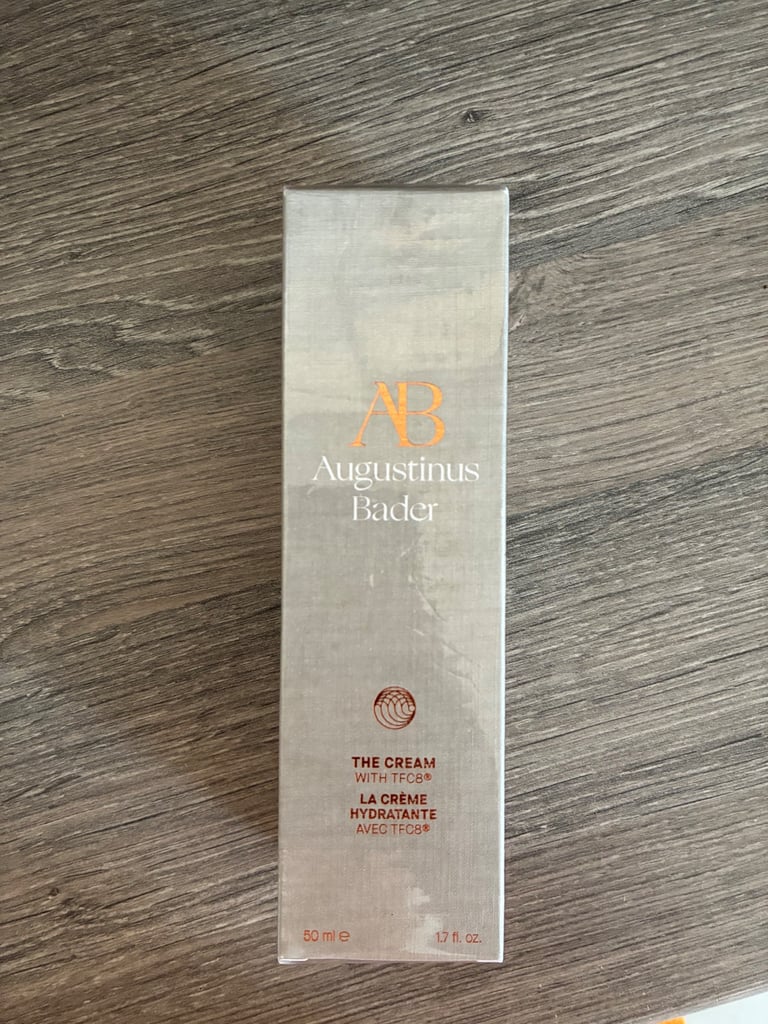 AB
Augustinus
Bader
THE CREAM
WITH TFC8®
LA CRÈME
HYDRATANTE
AVEC TFC8®
50 ml ℮ 1.7 fl. oz.